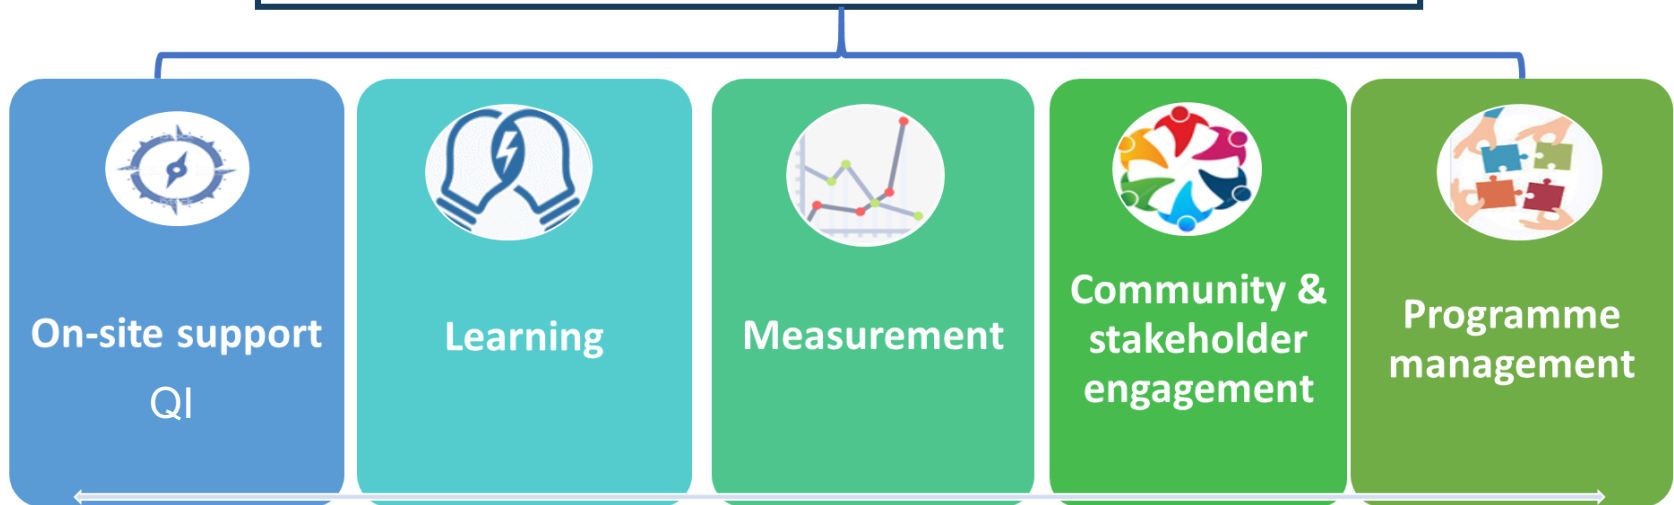 On-site support
QI
Learning
Measurement
Community &
stakeholder
engagement
Programme
management